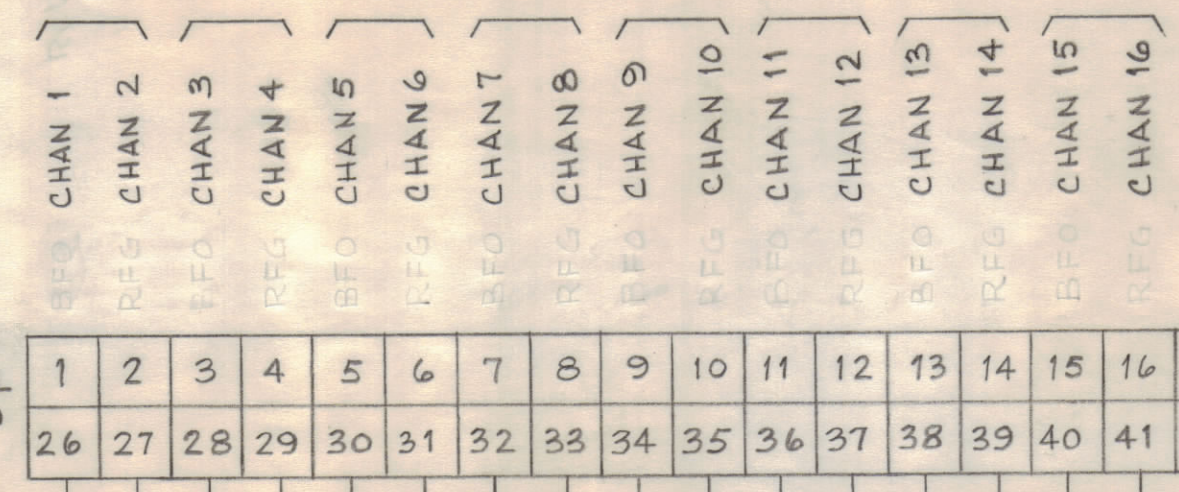 CHAN 1 CHAN 2 CHAN 3 CHAN 4 CHAN 5 CHAN 6 CHAN 7 CHAN 8 CHAN 9 CHAN 10 CHAN 11 CHAN 12 CHAN 13 CHAN 14 CHAN 15 CHAN 16
BFO RFG BFO RFG BFO RFG BFO RFG BFO RFG BFO RFG BFO RFG BFO RFG
1 2 3 4 5 6 7 8 9 10 11 12 13 14 15 16
26 27 28 29 30 31 32 33 34 35 36 37 38 39 40 41